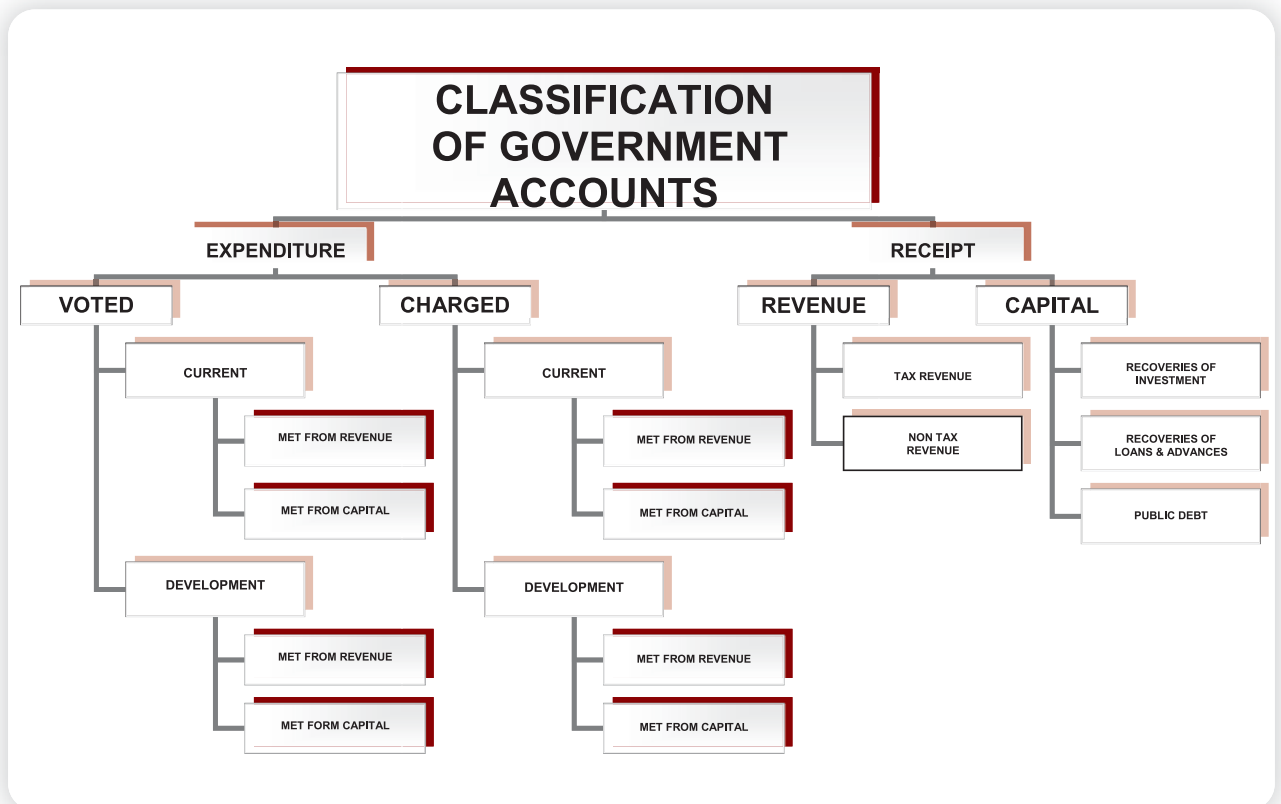 CLASSIFICATION
OF GOVERNMENT
ACCOUNTS
EXPENDITURE
RECEIPT
VOTED
CHARGED
REVENUE
CAPITAL
CURRENT
MET FROM REVENUE
MET FROM CAPITAL
DEVELOPMENT
MET FROM REVENUE
MET FORM CAPITAL
CURRENT
MET FROM REVENUE
MET FROM CAPITAL
DEVELOPMENT
MET FROM REVENUE
MET FROM CAPITAL
TAX REVENUE
NON TAX
REVENUE
RECOVERIES OF
INVESTMENT
RECOVERIES OF
LOANS & ADVANCES
PUBLIC DEBT